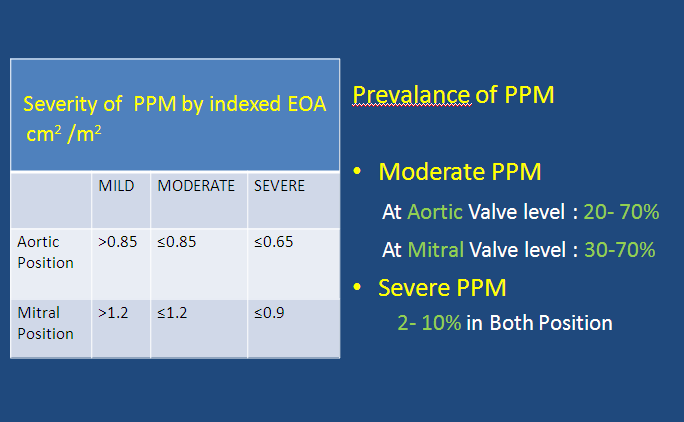 Severity of PPM by indexed EOA
cm² /m²
MILD MODERATE SEVERE
Aortic Position >0.85 ≤0.85 ≤0.65
Mitral Position >1.2 ≤1.2 ≤0.9
Prevalance of PPM
• Moderate PPM
At Aortic Valve level : 20- 70%
At Mitral Valve level : 30-70%
• Severe PPM
2- 10% in Both Position